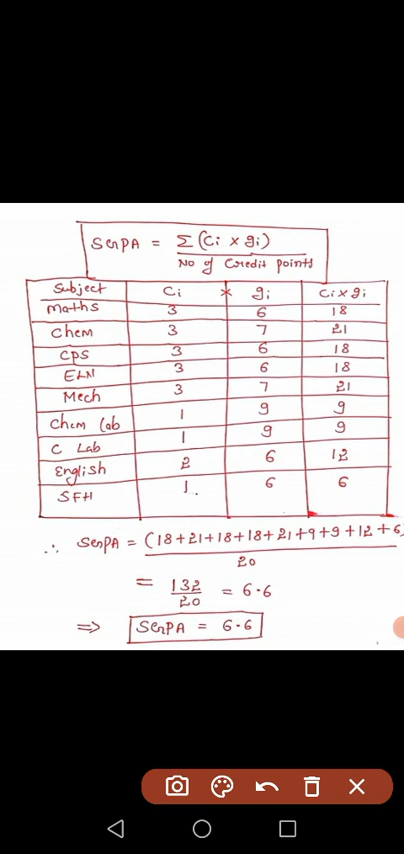 SGPA = Σ (Ci × gi)
No of Credit points
Subject Ci * gi Ci × gi
Maths 3 6 18
Chem 3 7 21
CPS 3 6 18
ELN 3 6 18
Mech 3 7 21
Chem Lab 1 9 9
C Lab 1 9 9
English 2 6 12
SFH 1. 6 6
∴ SGPA = (18+21+18+18+21+9+9+12+6)
20
= 132 = 6.6
20
⇒ SGPA = 6.6